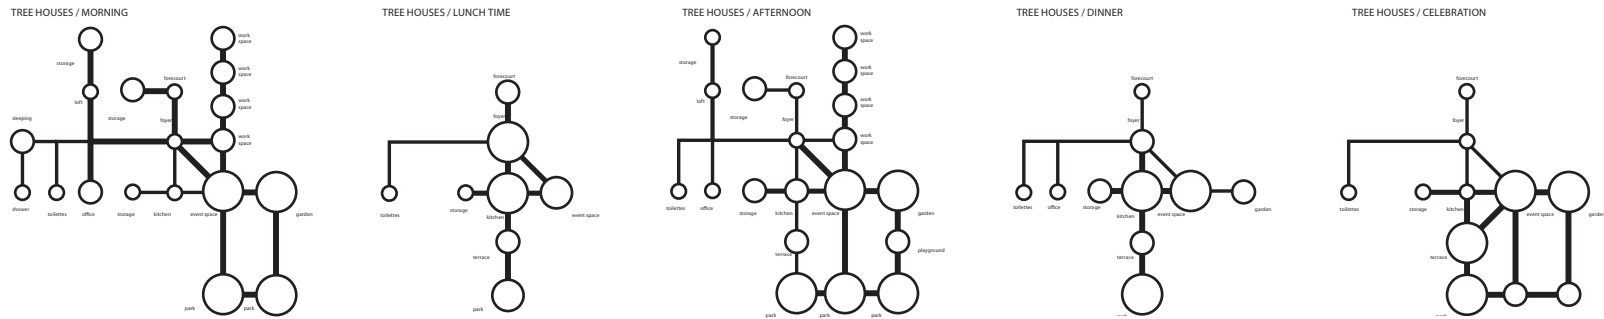 TREE HOUSES / MORNING
work
space
storage
work
space
forecourt
loft
work
space
sleeping
storage
foyer
work
space
shower
toilettes
office
storage
kitchen
event space
garden
park
park
TREE HOUSES / LUNCH TIME
forecourt
foyer
toilettes
storage
kitchen
event space
terrace
park
TREE HOUSES / AFTERNOON
work
space
storage
work
space
forecourt
loft
work
space
storage
foyer
work
space
toilettes
office
storage
kitchen
event space
garden
terrace
playground
park
park
park
TREE HOUSES / DINNER
forecourt
foyer
toilettes
office
storage
kitchen
event space
garden
terrace
TREE HOUSES / CELEBRATION
forecourt
foyer
toilettes
storage
kitchen
event space
garden
terrace